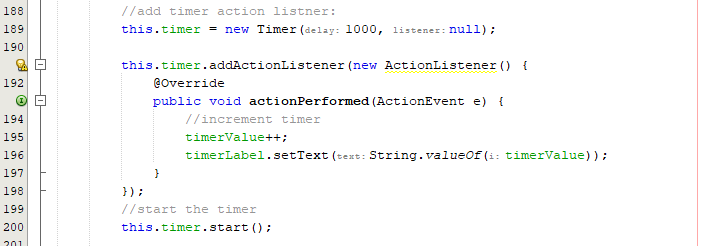 188 //add timer action listner:
189 this.timer = new Timer(delay: 1000, listener: null);
190
this.timer.addActionListener(new ActionListener() {
192 @Override
public void actionPerformed(ActionEvent e) {
194 //increment timer
195 timerValue++;
196 timerLabel.setText(text: String.valueOf(i: timerValue));
197 }
198 });
199 //start the timer
200 this.timer.start();
201